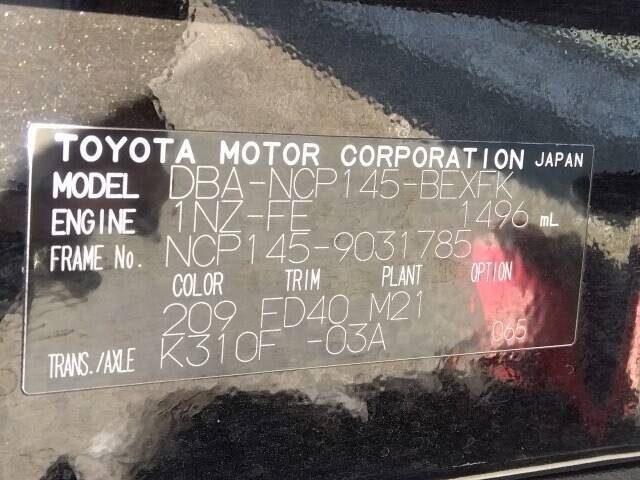 TOYOTA MOTOR CORPORATION JAPAN
MODEL DBA-NCP145-BEXFK
ENGINE 1NZ-FE 1496 mL
FRAME No. NCP145-9031785
COLOR TRIM PLANT OPTION
209 FD40 M21
TRANS./AXLE K310F -03A 065